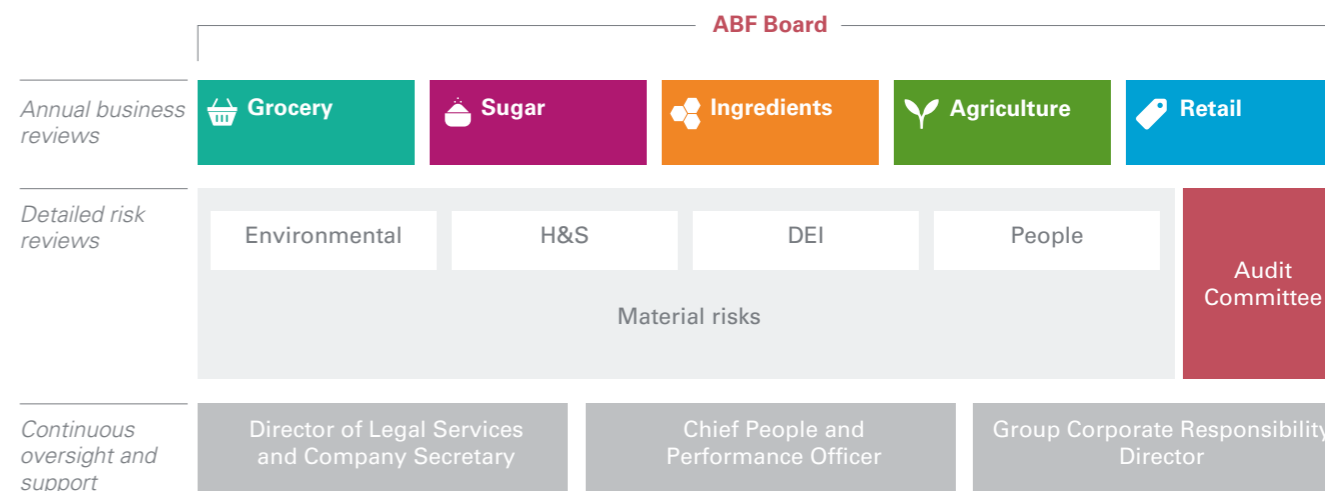 ABF Board
Annual business
reviews
Grocery
Sugar
Ingredients
Agriculture
Retail
Detailed risk
reviews
Environmental
H&S
DEI
People
Material risks
Audit
Committee
Continuous
oversight and
support
Director of Legal Services
and Company Secretary
Chief People and
Performance Officer
Group Corporate Responsibility
Director